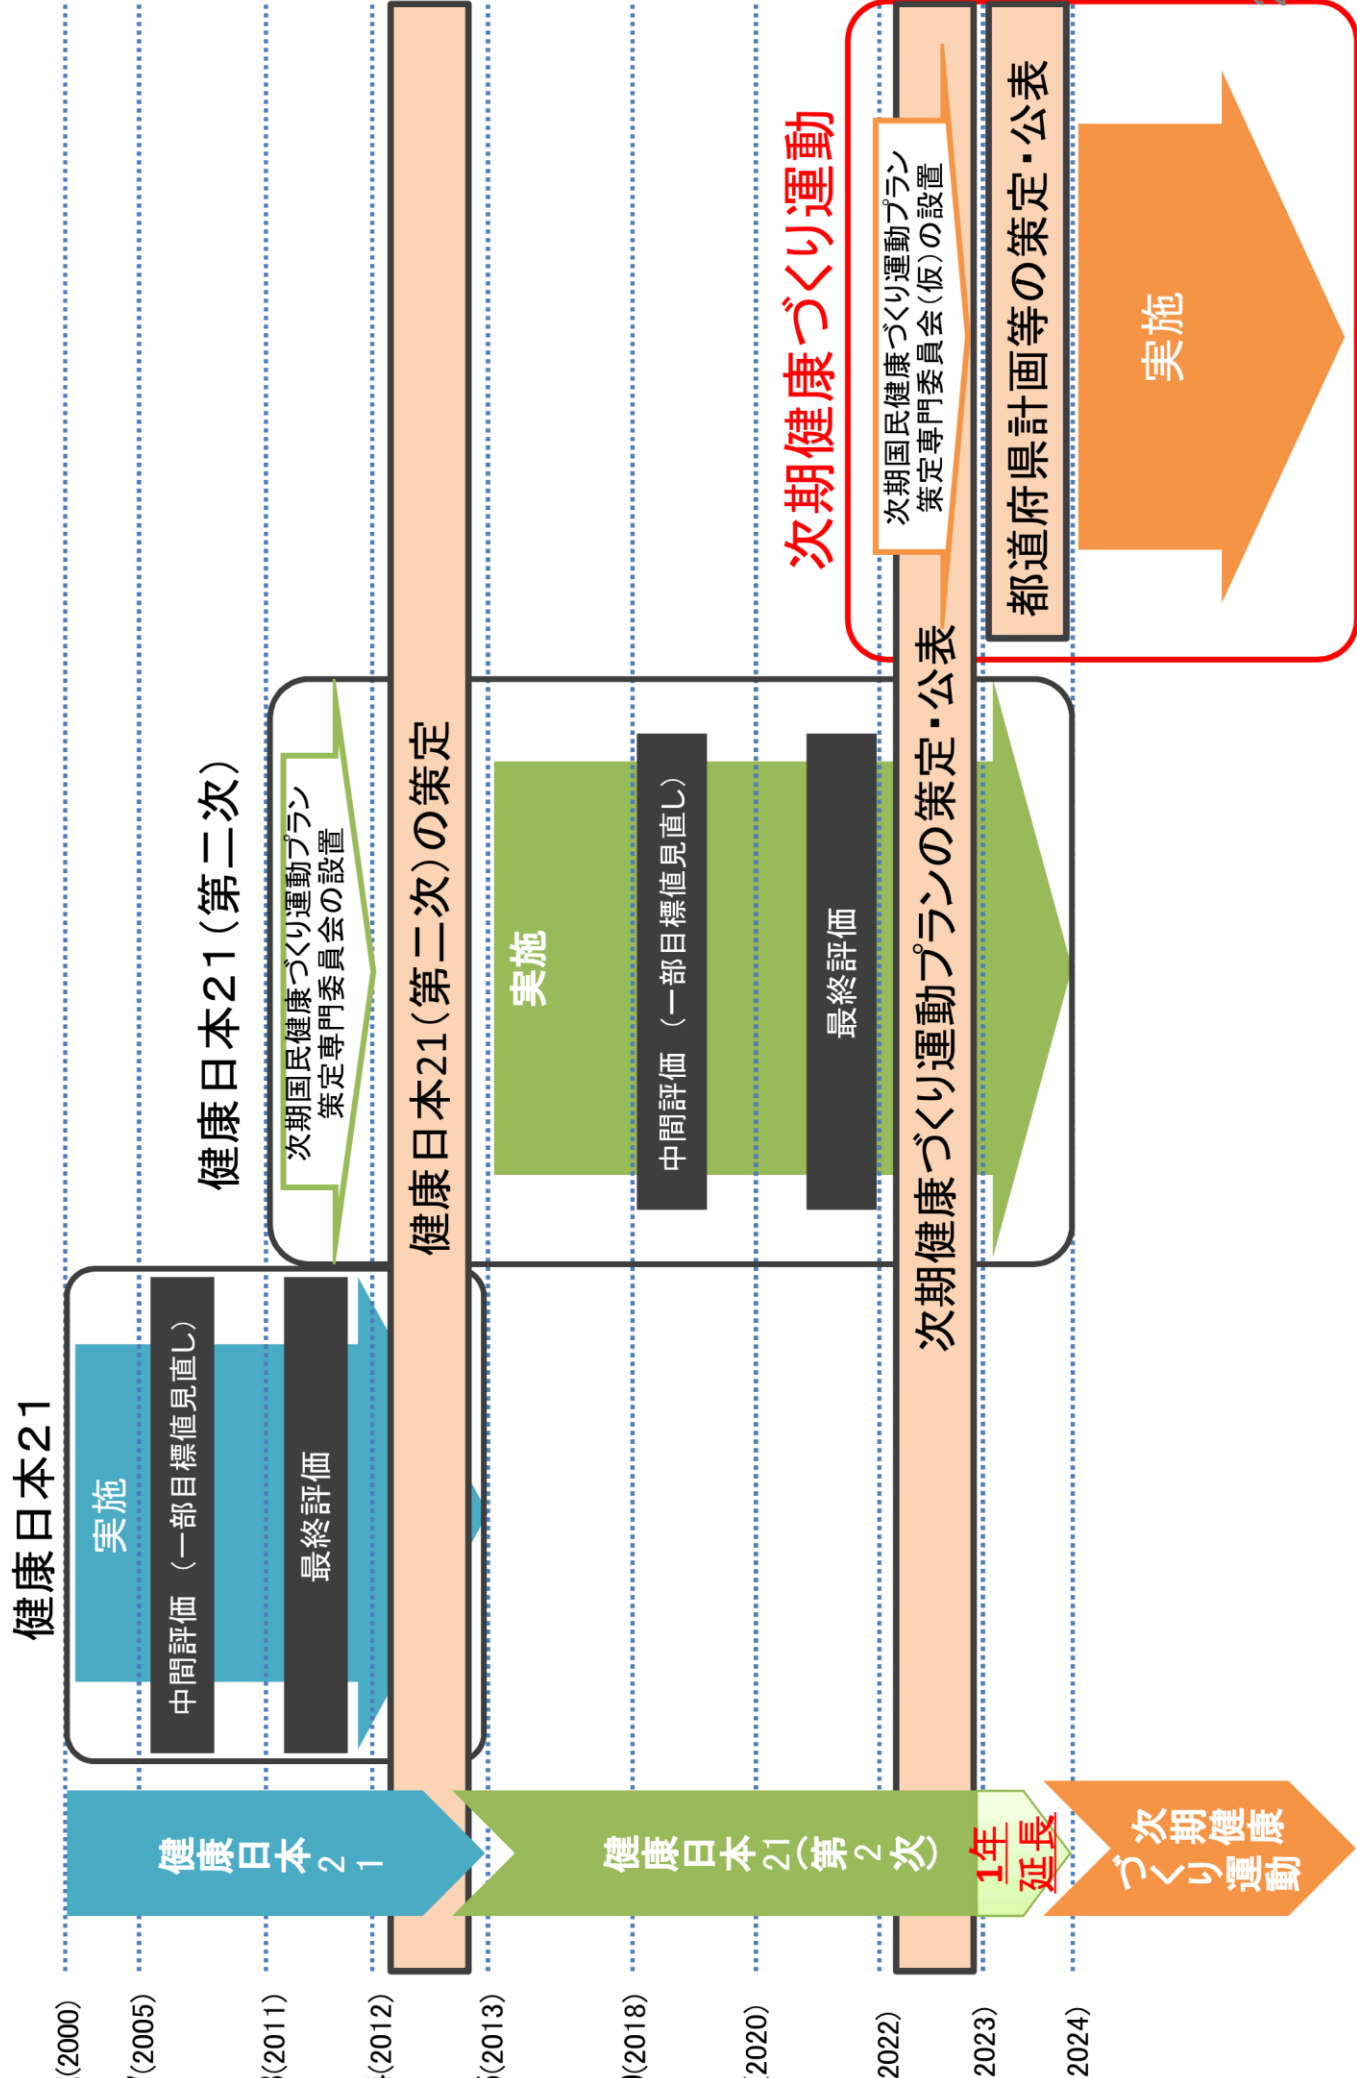 健康日本21
実施
中間評価（一部目標値見直し）
最終評価
健康日本21（第二次）
次期国民健康づくり運動プラン
策定専門委員会の設置
健康日本21（第二次）の策定
実施
中間評価（一部目標値見直し）
最終評価
次期健康づくり運動プランの策定・公表
次期健康づくり運動
次期国民健康づくり運動プラン
策定専門委員会（仮）の設置
都道府県計画等の策定・公表
実施
健康日本21
健康日本21（第2次）
1年
延長
次期健康
づくり運動
(2000)
(2005)
(2011)
(2012)
(2013)
(2018)
(2020)
2022)
2023)
2024)